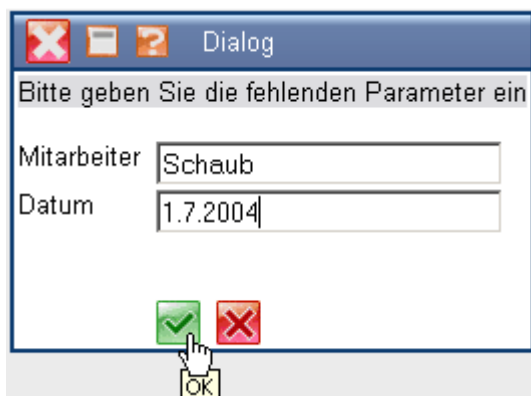 Dialog
Bitte geben Sie die fehlenden Parameter ein
Mitarbeiter Schaub
Datum 1.7.2004
OK